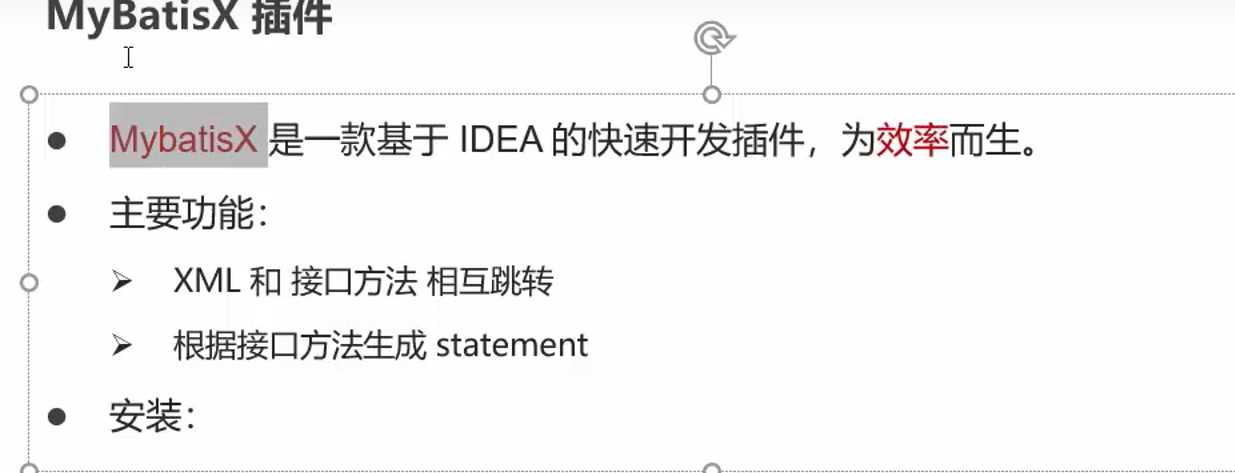 MyBatisX 插件
MybatisX 是一款基于 IDEA 的快速开发插件，为效率而生。
主要功能：
XML 和 接口方法 相互跳转
根据接口方法生成 statement
安装：